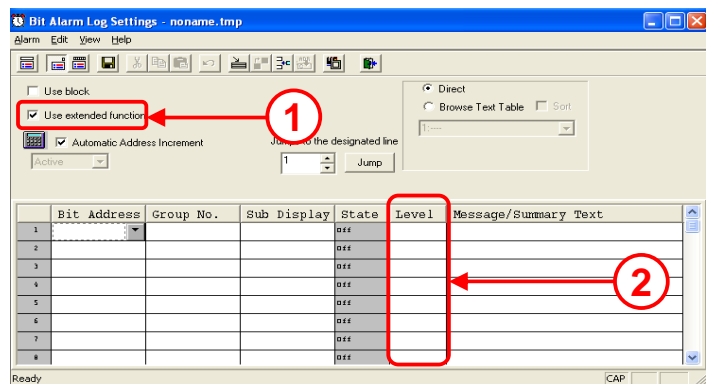 Bit Alarm Log Settings - noname.tmp
Alarm Edit View Help
Use block
Use extended function
Automatic Address Increment
Active
1
Jump to the designated line
1 Jump
Direct
Browse Text Table Sort
1:----
Bit Address Group No. Sub Display State Level Message/Summary Text
1 Off
2 Off
3 Off
4 Off
5 Off
6 Off
7 Off
8 Off
2
Ready CAP